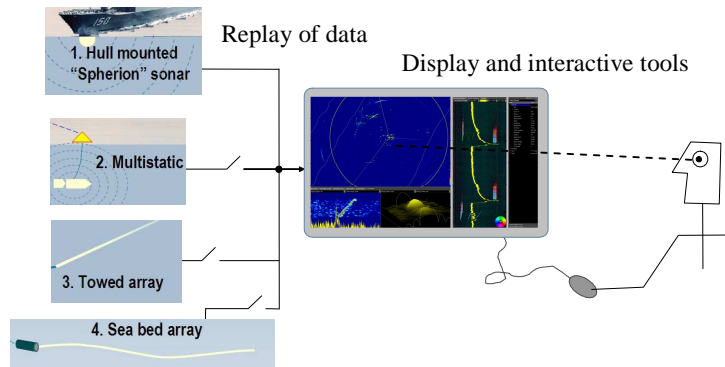 Replay of data
150
1. Hull mounted
“Spherion” sonar
Display and interactive tools
2. Multistatic
3. Towed array
4. Sea bed array